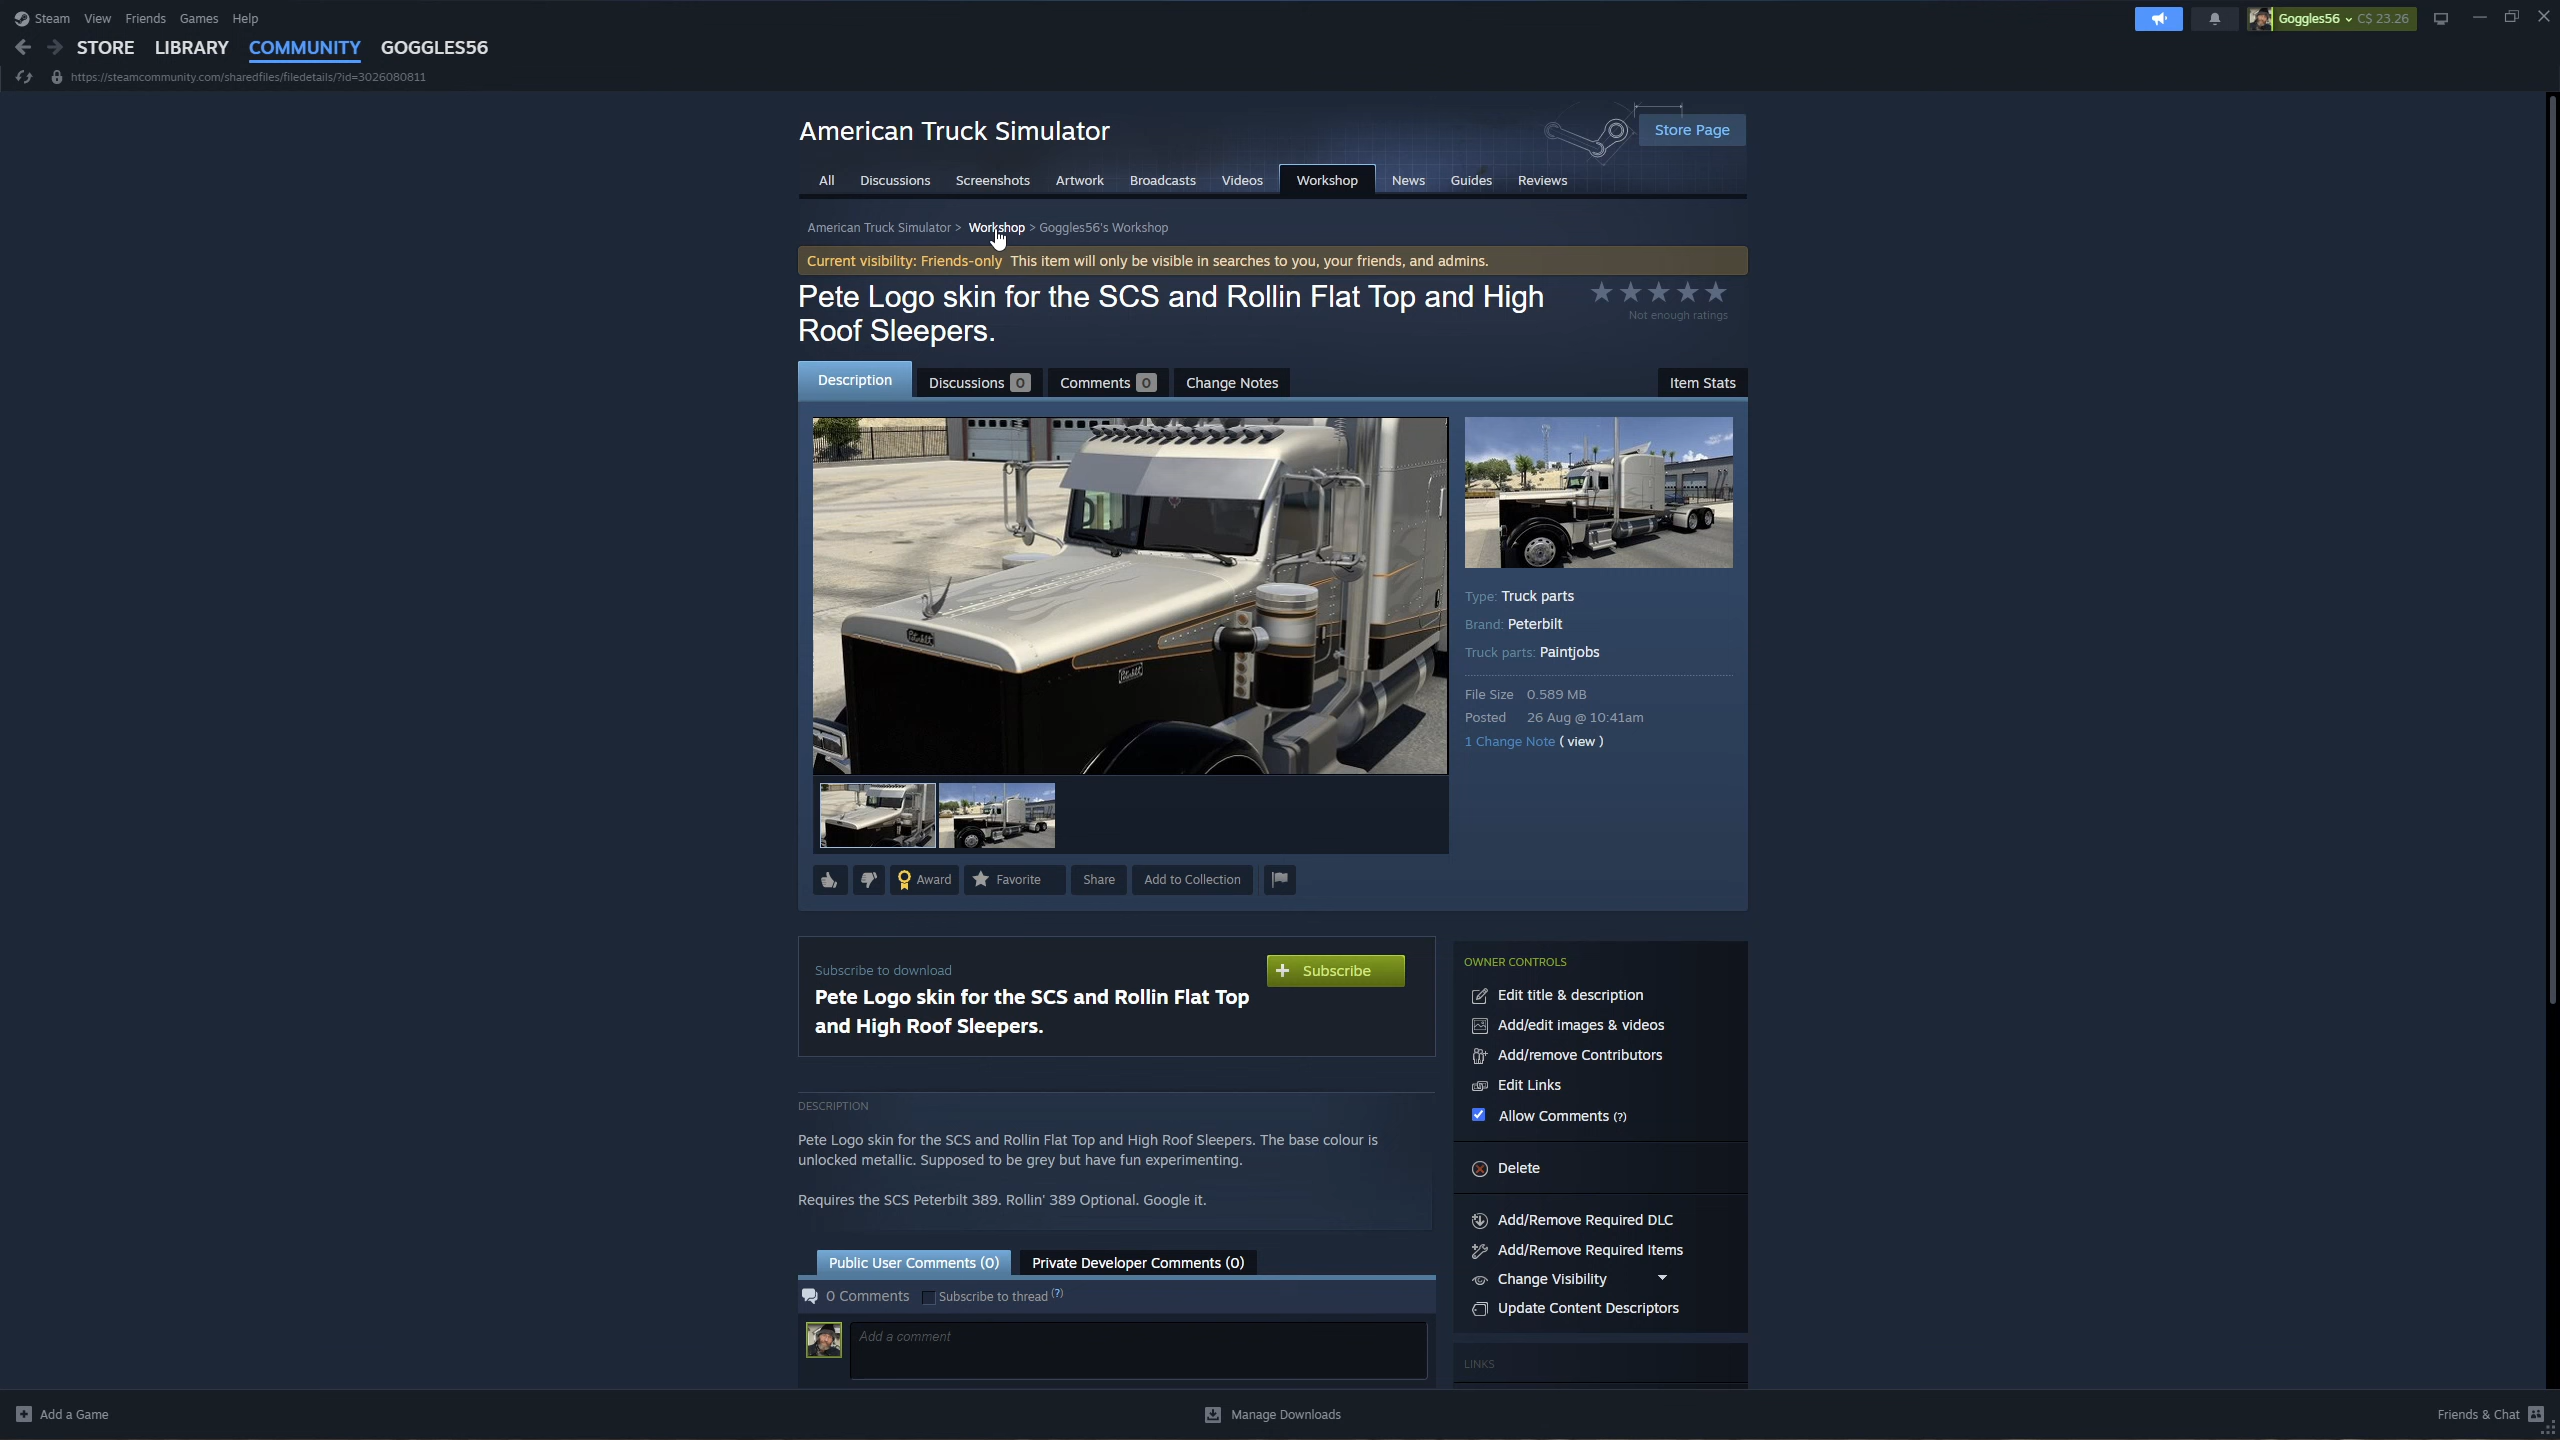 Steam View Friends Games Help
Goggles56 C$ 23.26
STORE LIBRARY COMMUNITY GOGGLES56
https://steamcommunity.com/sharedfiles/filedetails/?id=3026080811
American Truck Simulator
Store Page
All Discussions Screenshots Artwork Broadcasts Videos Workshop News Guides Reviews
American Truck Simulator > Workshop > Goggles56's Workshop
Current visibility: Friends-only This item will only be visible in searches to you, your friends, and admins.
Pete Logo skin for the SCS and Rollin Flat Top and High
Roof Sleepers.
Not enough ratings
Description Discussions 0 Comments 0 Change Notes Item Stats
Peterbilt
Peterbilt
Type: Truck parts
Brand: Peterbilt
Truck parts: Paintjobs
File Size 0.589 MB
Posted 26 Aug @ 10:41am
1 Change Note ( view )
Award Favorite Share Add to Collection
Subscribe to download
Pete Logo skin for the SCS and Rollin Flat Top
and High Roof Sleepers.
+ Subscribe
DESCRIPTION
Pete Logo skin for the SCS and Rollin Flat Top and High Roof Sleepers. The base colour is
unlocked metallic. Supposed to be grey but have fun experimenting.
Requires the SCS Peterbilt 389. Rollin' 389 Optional. Google it.
Public User Comments (0) Private Developer Comments (0)
0 Comments Subscribe to thread (?)
Add a comment
OWNER CONTROLS
Edit title & description
Add/edit images & videos
Add/remove Contributors
Edit Links
Allow Comments (?)
Delete
Add/Remove Required DLC
Add/Remove Required Items
Change Visibility
Update Content Descriptors
LINKS
Add a Game
Manage Downloads
Friends & Chat